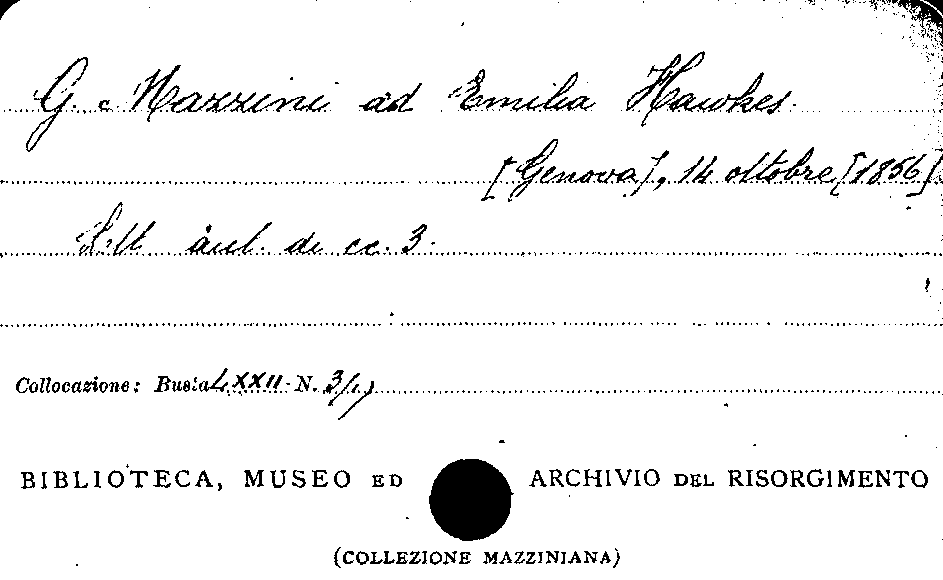 G. Mazzini ad Emilia Hawkes.
[Genova], 14 ottobre [1856]
Lett. aut. di cc. 3.
Collocazione: Busta LXXII - N. 3/
BIBLIOTECA, MUSEO ED ARCHIVIO DEL RISORGIMENTO
(COLLEZIONE MAZZINIANA)